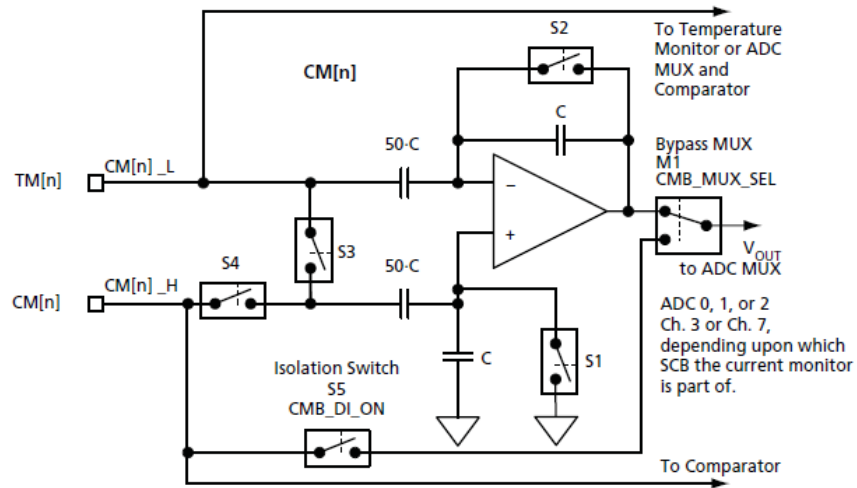 S2
To Temperature
Monitor or ADC
MUX and
Comparator
CM[n]
C
50·C
Bypass MUX
M1
CMB_MUX_SEL
TM[n]
CM[n] _L
−
+
S3
V_OUT
to ADC MUX
S4
50·C
CM[n]
CM[n] _H
ADC 0, 1, or 2
Ch. 3 or Ch. 7,
depending upon which
SCB the current monitor
is part of.
C
S1
Isolation Switch
S5
CMB_DI_ON
To Comparator